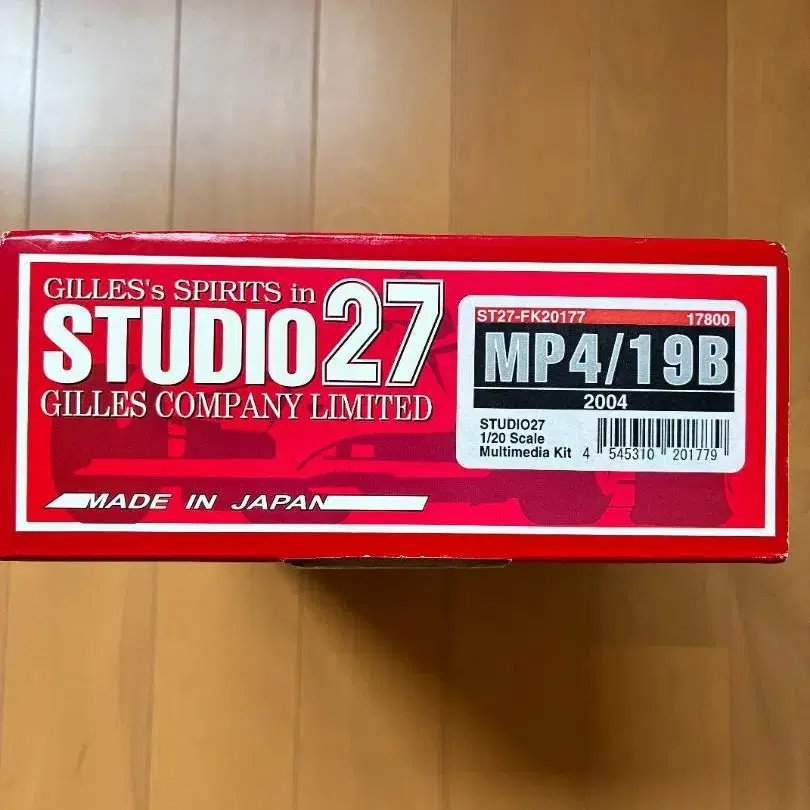 GILLES's SPIRITS in
STUDIO27
GILLES COMPANY LIMITED
MADE IN JAPAN
ST27-FK20177 17800
MP4/19B
2004
STUDIO27
1/20 Scale
Multimedia Kit
4 545310 201779